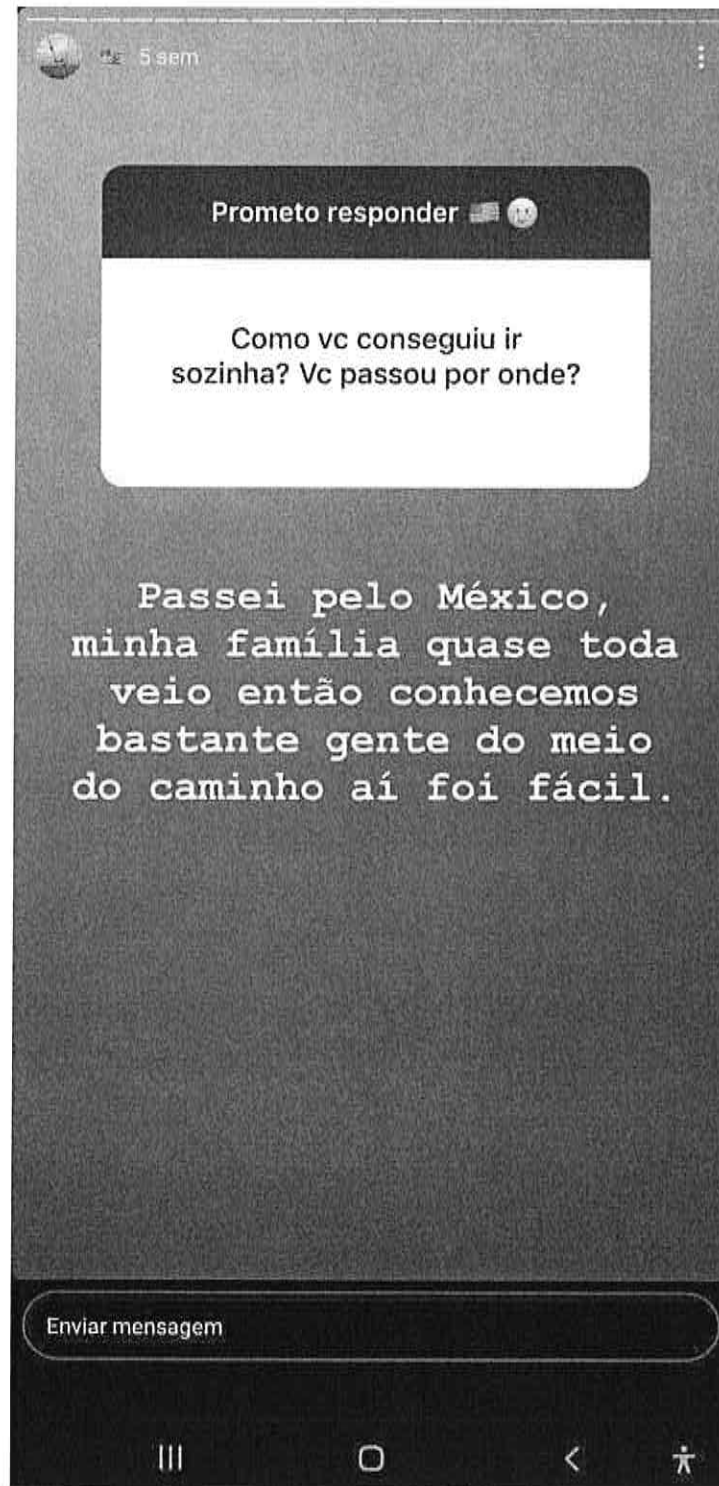 5 sem
Prometo responder 🇺🇸
Como vc conseguiu ir
sozinha? Vc passou por onde?
Passei pelo México,
minha família quase toda
veio então conhecemos
bastante gente do meio
do caminho aí foi fácil.
Enviar mensagem